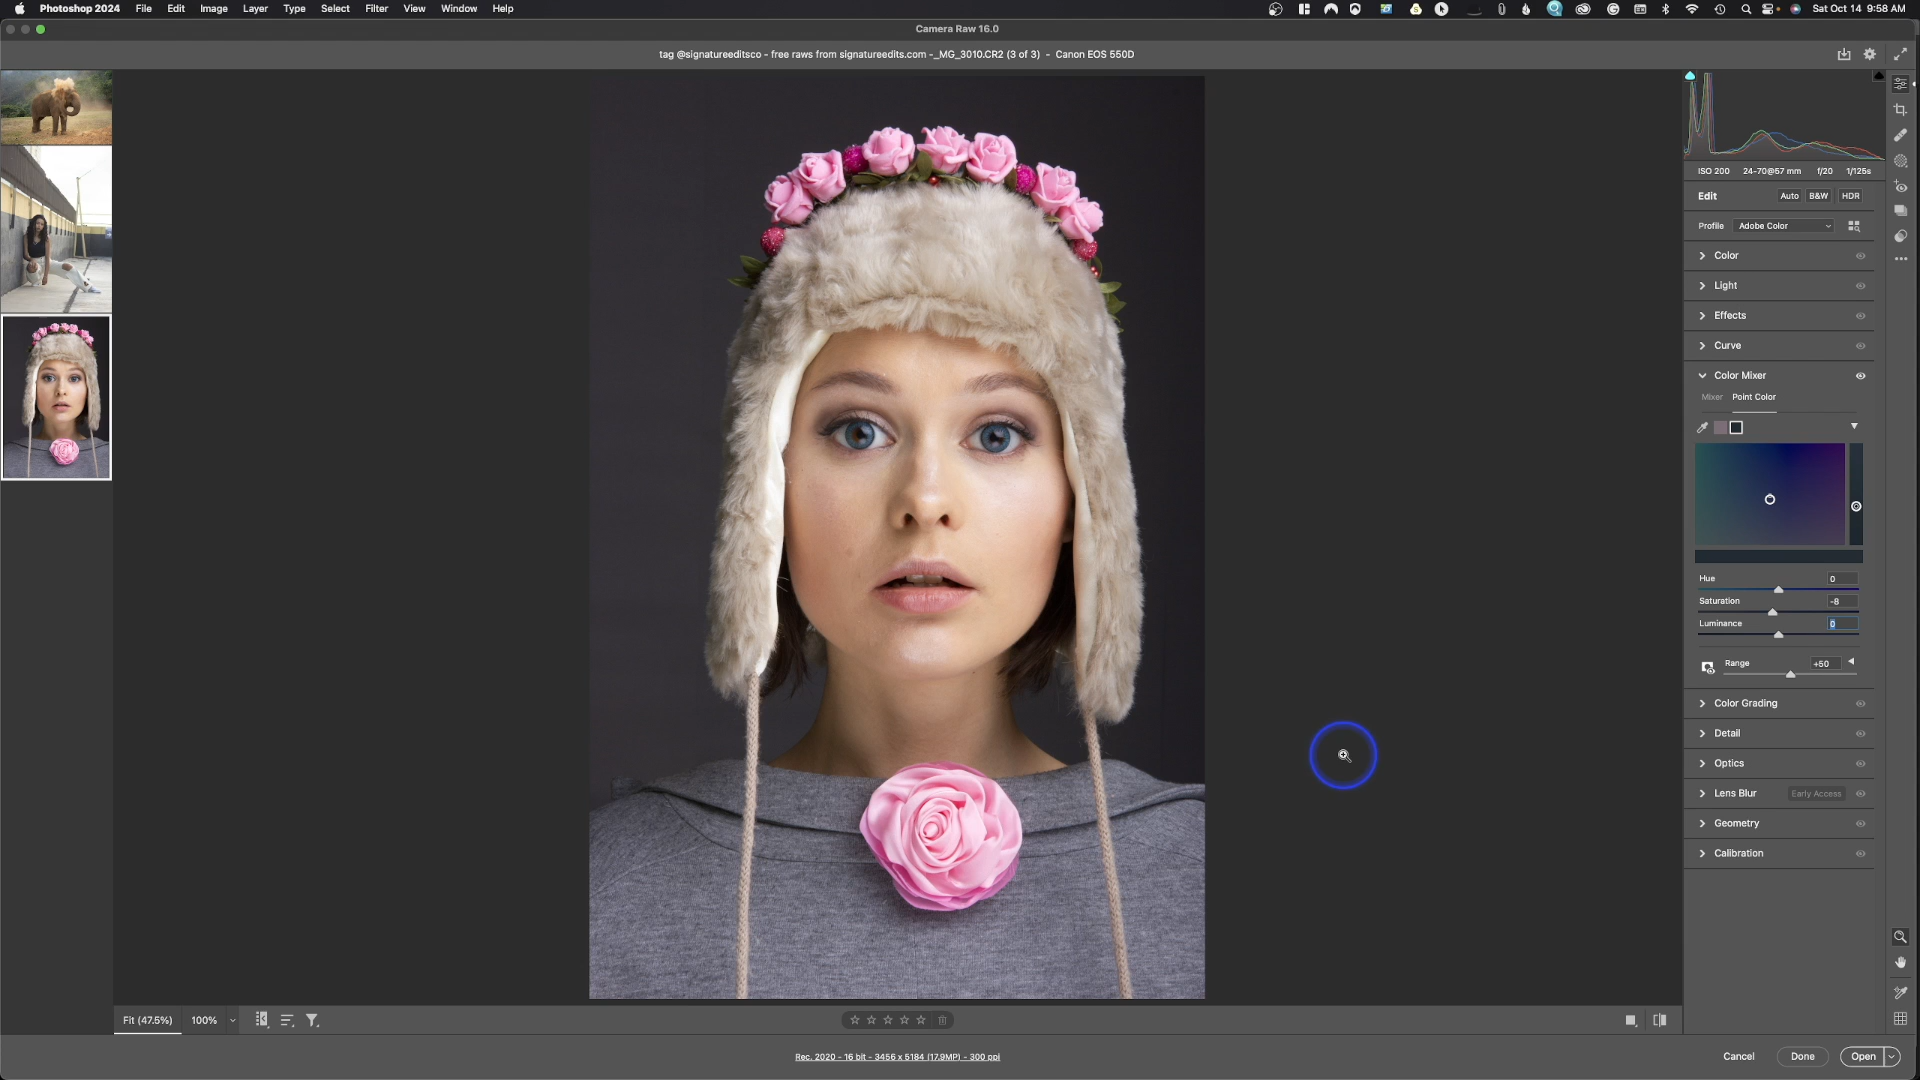 Photoshop 2024 File Edit Image Layer Type Select Filter View Window Help Sat Oct 14 9:58 AM
Camera Raw 16.0
tag @signatureeditsco - free raws from signatureedits.com -_MG_3010.CR2 (3 of 3) - Canon EOS 550D
ISO 200 24-70@57 mm f/20 1/125s
Edit Auto B&W HDR
Profile Adobe Color
Color
Light
Effects
Curve
Color Mixer
Mixer Point Color
Hue 0
Saturation -8
Luminance 0
Range +50
Color Grading
Detail
Optics
Lens Blur Early Access
Geometry
Calibration
Fit (47.5%) 100%
Rec. 2020 - 16 bit - 3456 x 5184 (17.9MP) - 300 ppi
Cancel Done Open